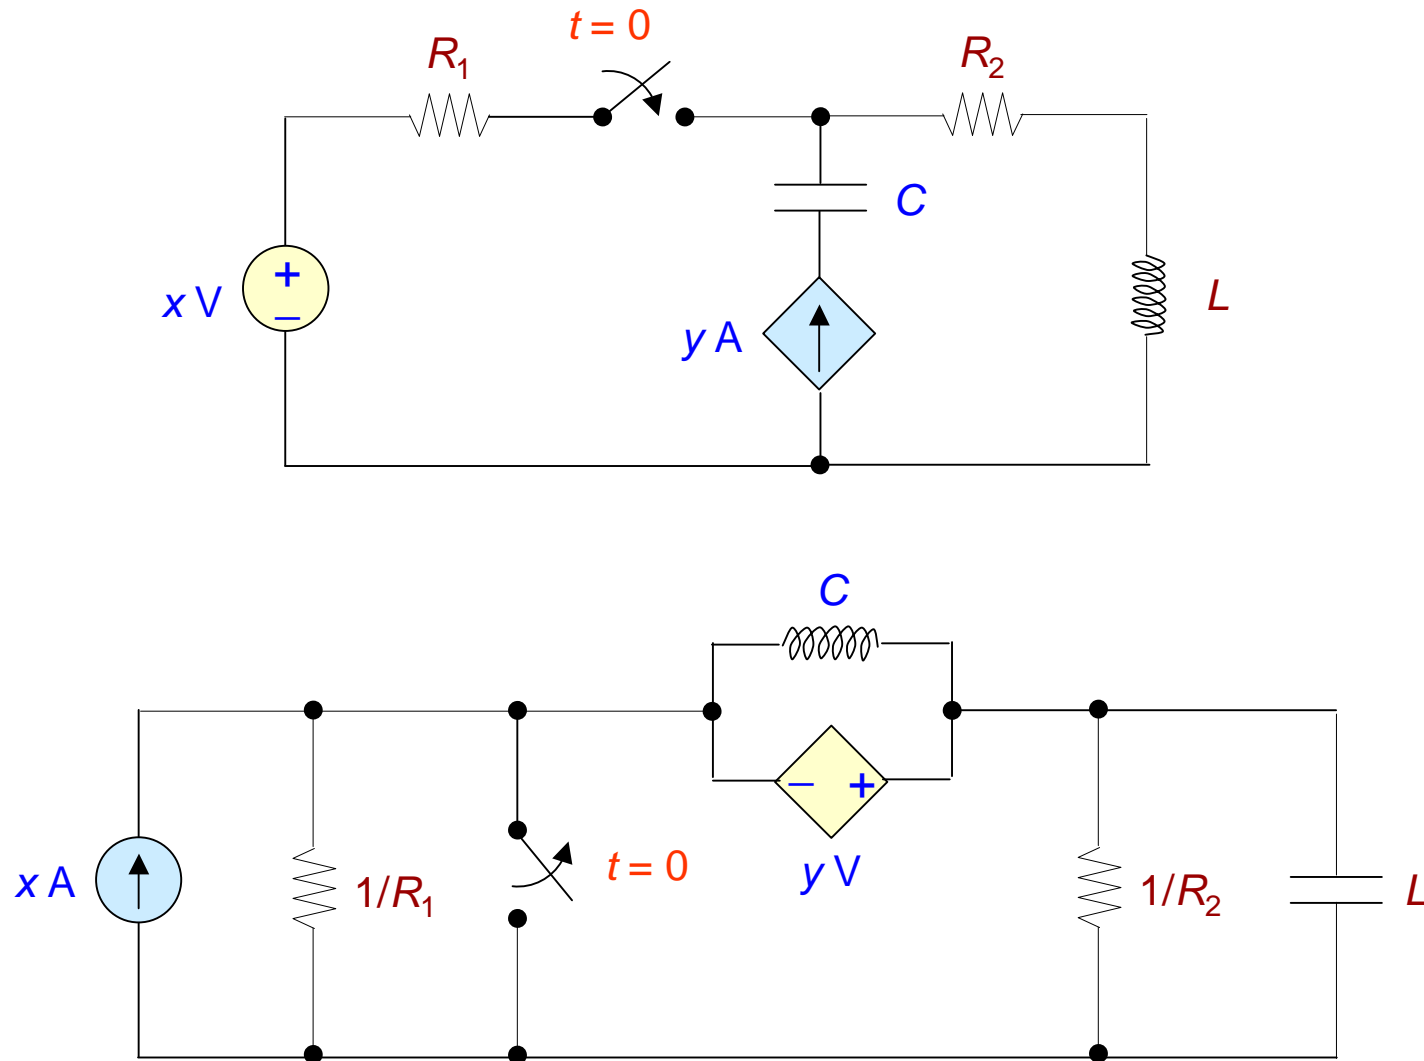 t = 0
R1 R2
C
+
x V
–
y A
L
C
– +
y V
x A
1/R1
t = 0
1/R2
L